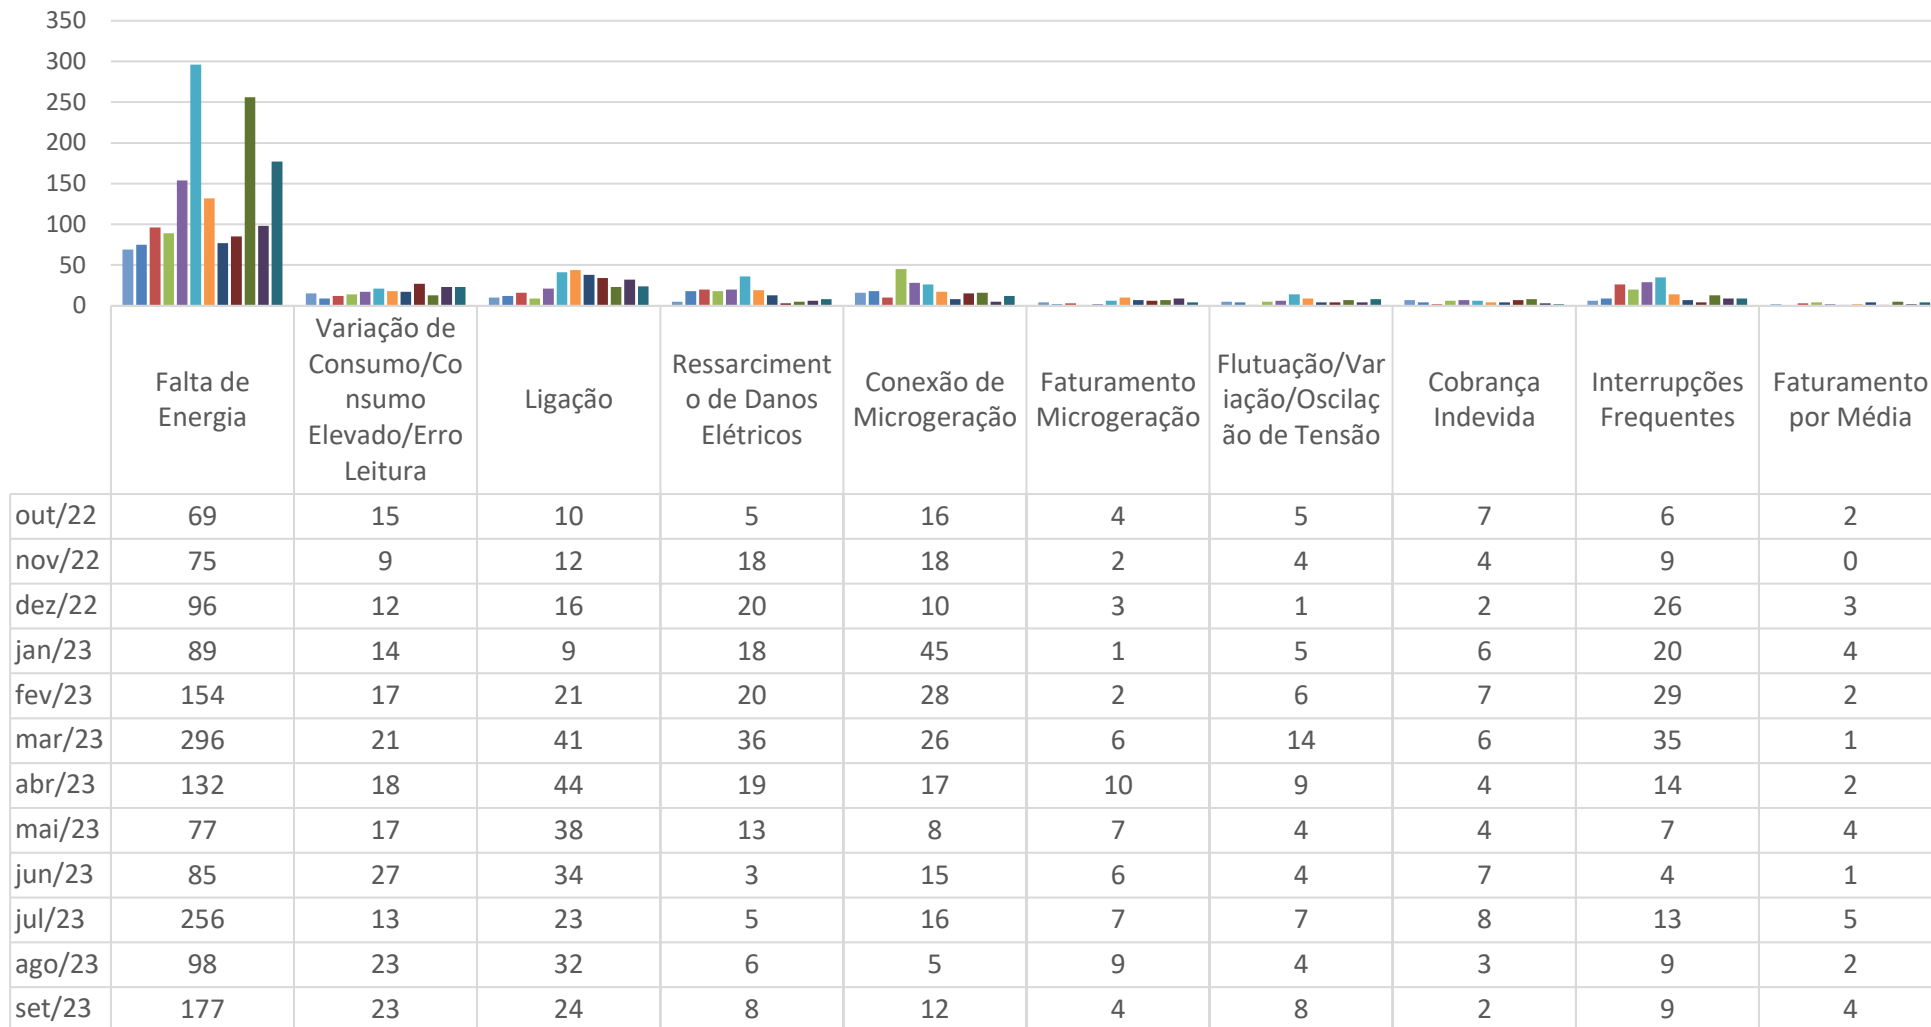 350
300
250
200
150
100
50
0
Falta de
Energia
Variação de
Consumo/Co
nsumo
Elevado/Erro
Leitura
Ligação
Ressarciment
o de Danos
Elétricos
Conexão de
Microgeração
Faturamento
Microgeração
Flutuação/Var
iação/Oscilaç
ão de Tensão
Cobrança
Indevida
Interrupções
Frequentes
Faturamento
por Média
out/22 69 15 10 5 16 4 5 7 6 2
nov/22 75 9 12 18 18 2 4 4 9 0
dez/22 96 12 16 20 10 3 1 2 26 3
jan/23 89 14 9 18 45 1 5 6 20 4
fev/23 154 17 21 20 28 2 6 7 29 2
mar/23 296 21 41 36 26 6 14 6 35 1
abr/23 132 18 44 19 17 10 9 4 14 2
mai/23 77 17 38 13 8 7 4 4 7 4
jun/23 85 27 34 3 15 6 4 7 4 1
jul/23 256 13 23 5 16 7 7 8 13 5
ago/23 98 23 32 6 5 9 4 3 9 2
set/23 177 23 24 8 12 4 8 2 9 4